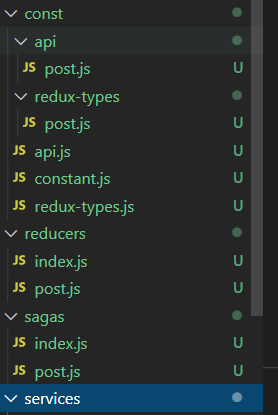 const
api
JS post.js U
redux-types
JS post.js U
JS api.js U
JS constant.js U
JS redux-types.js U
reducers
JS index.js U
JS post.js U
sagas
JS index.js U
JS post.js U
services